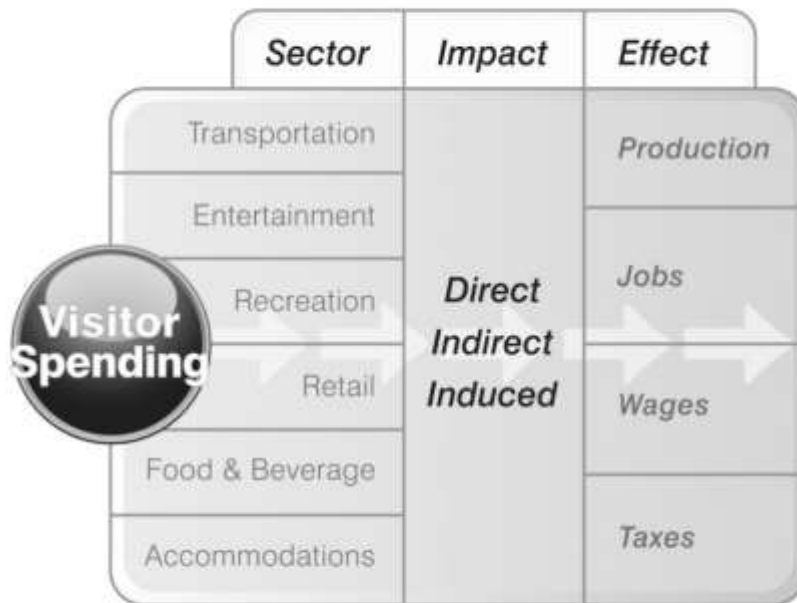 Sector Impact Effect
Transportation
Entertainment
Recreation
Retail
Food & Beverage
Accommodations
Visitor
Spending
Direct
Indirect
Induced
Production
Jobs
Wages
Taxes